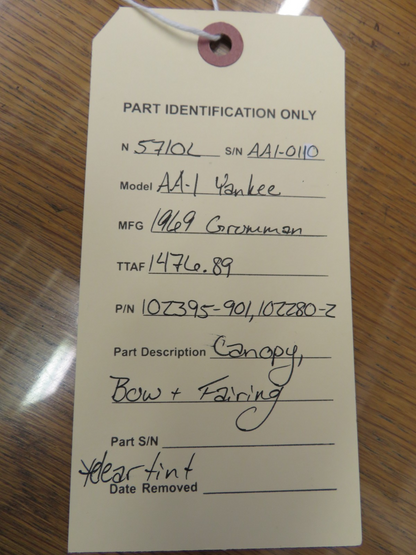 PART IDENTIFICATION ONLY
N 5710L S/N AA1-0110
Model AA-1 Yankee
MFG 1969 Grumman
TTAF 1476.89
P/N 102395-901, 102280-2
Part Description Canopy,
Bow + Fairing
Part S/N
tint
Date Removed